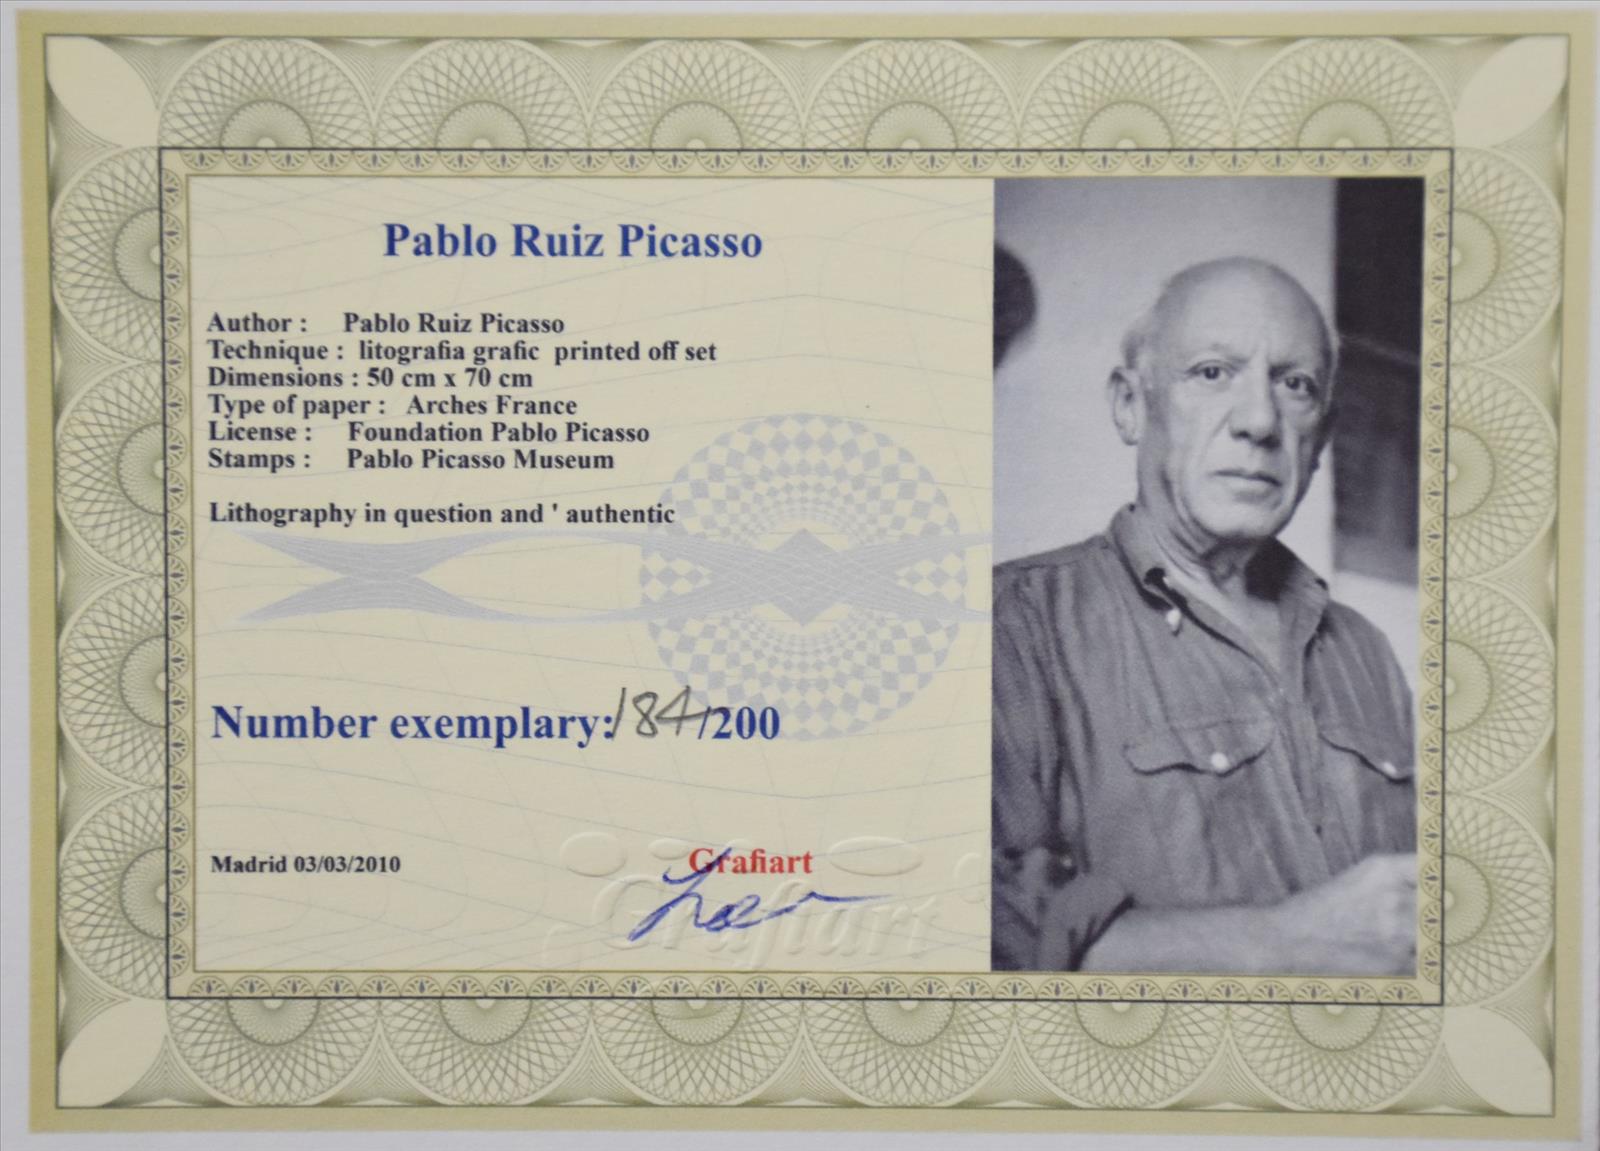 Pablo Ruiz Picasso
Author : Pablo Ruiz Picasso
Technique : litografia grafic printed off set
Dimensions : 50 cm x 70 cm
Type of paper : Arches France
License : Foundation Pablo Picasso
Stamps : Pablo Picasso Museum
Lithography in question and ' authentic
Number exemplary: 184/200
Madrid 03/03/2010
Grafiart
Grafiart